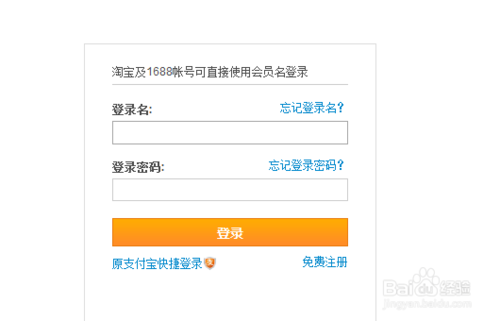 淘宝及1688帐号可直接使用会员名登录
登录名: 忘记登录名?
登录密码: 忘记登录密码?
登录
原支付宝快捷登录 免费注册
Baidu经验
jingyan.baidu.com